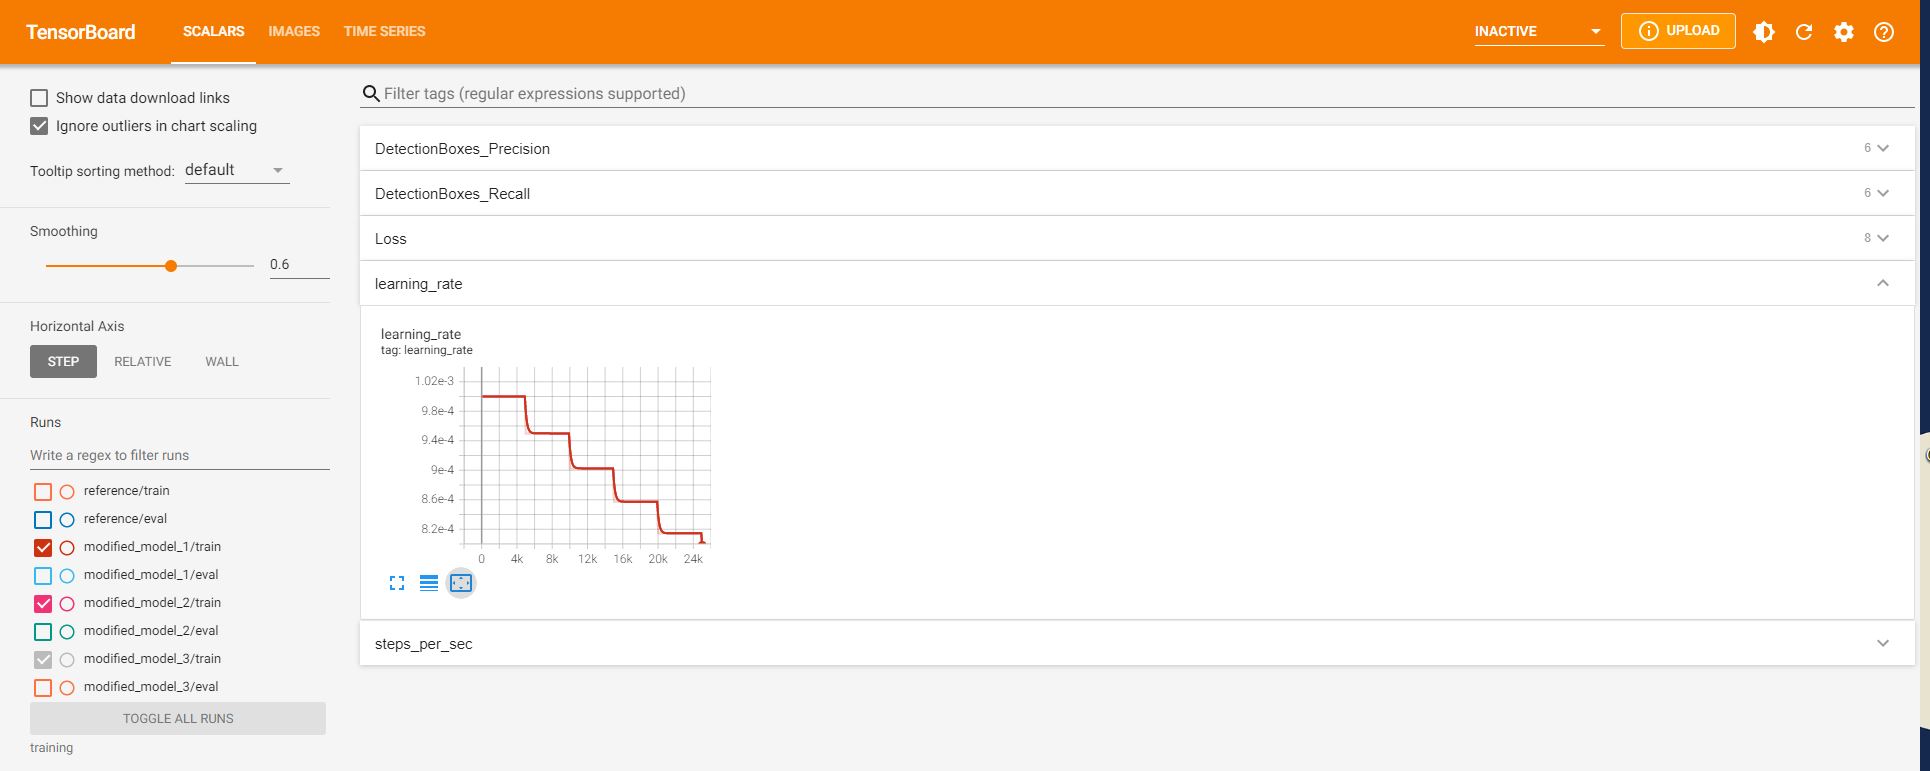 TensorBoard SCALARS IMAGES TIME SERIES INACTIVE UPLOAD
Show data download links
Ignore outliers in chart scaling
Tooltip sorting method: default
Smoothing
0.6
Horizontal Axis
STEP RELATIVE WALL
Runs
Write a regex to filter runs
reference/train
reference/eval
modified_model_1/train
modified_model_1/eval
modified_model_2/train
modified_model_2/eval
modified_model_3/train
modified_model_3/eval
TOGGLE ALL RUNS
training
Filter tags (regular expressions supported)
DetectionBoxes_Precision 6
DetectionBoxes_Recall 6
Loss 8
learning_rate
learning_rate
tag: learning_rate
1.02e-3
9.8e-4
9.4e-4
9e-4
8.6e-4
8.2e-4
0 4k 8k 12k 16k 20k 24k
steps_per_sec